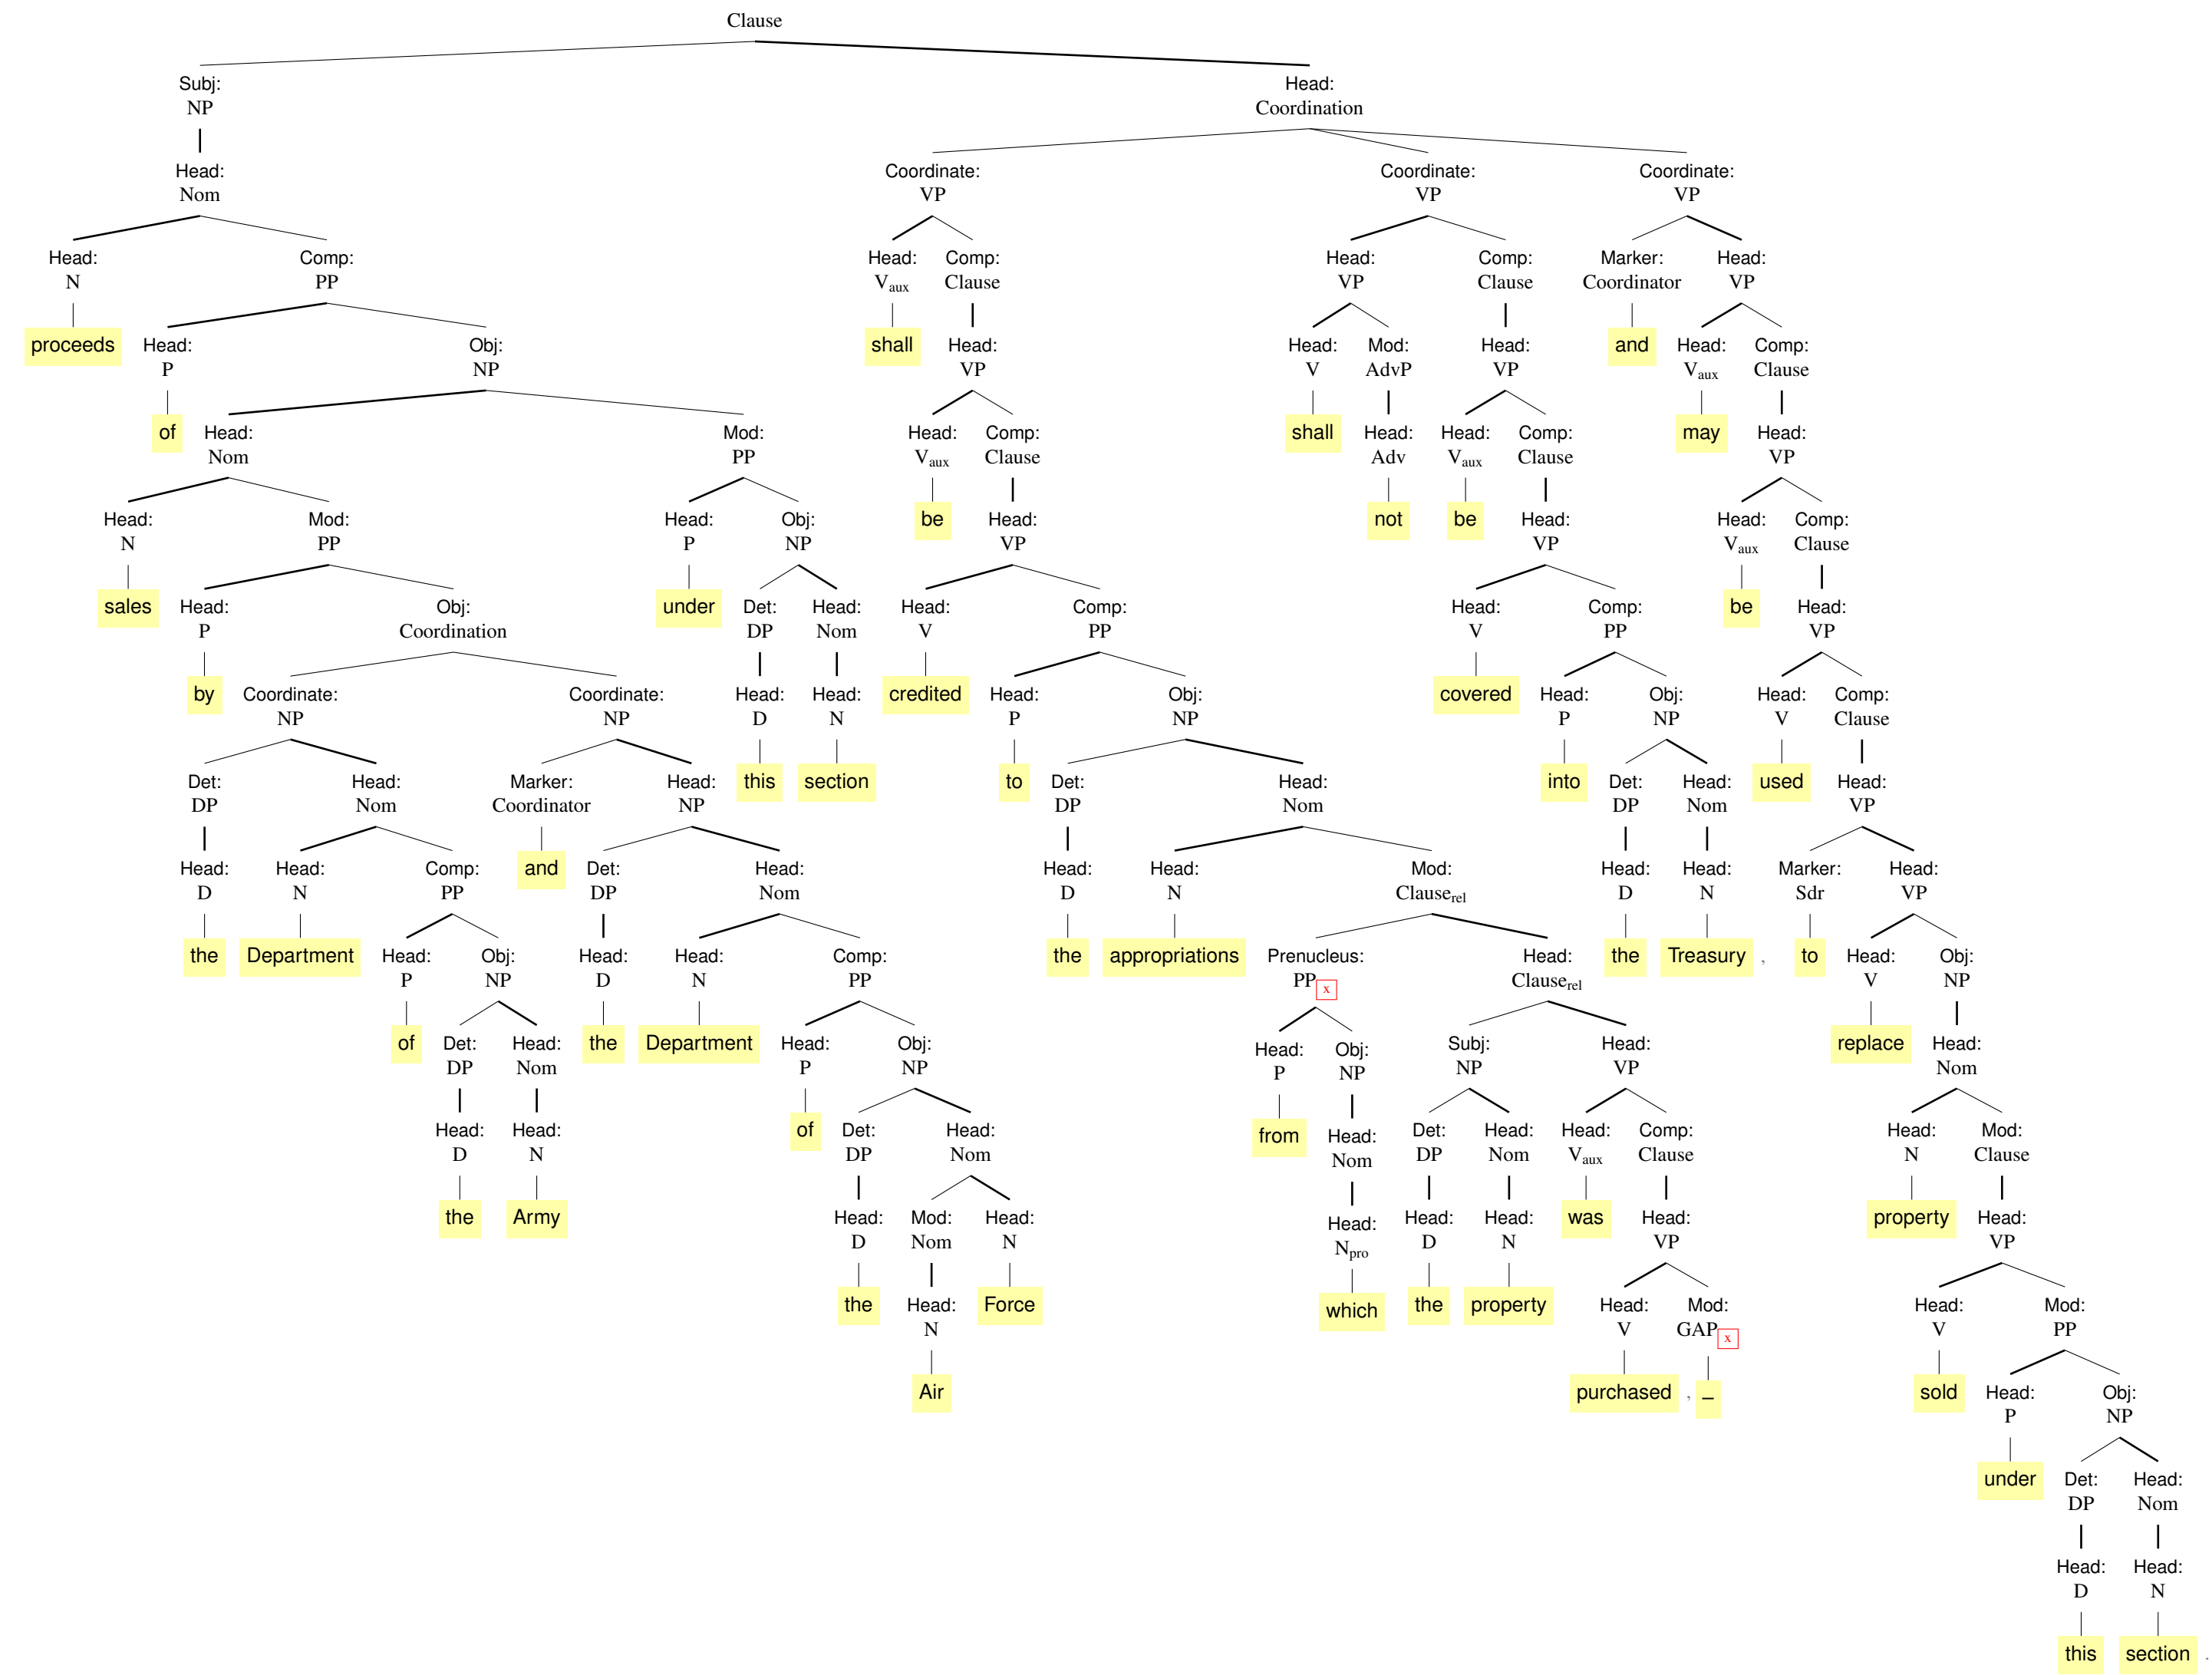 Clause
Subj: Head:
NP Coordination
Head: Coordinate: Coordinate: Coordinate:
Nom VP VP VP
Head: Comp: Head: Comp: Head: Comp: Marker: Head:
N PP Vaux Clause VP Clause Coordinator VP
proceeds Head: Obj: shall Head: Head: Mod: Head: and Head: Comp:
P NP VP V AdvP VP Vaux Clause
of Head: Mod: Head: Comp: shall Head: Head: Comp: may Head:
Nom PP Vaux Clause Adv Vaux Clause VP
Head: Mod: Head: Obj: be Head: not be Head: Head: Comp:
N PP P NP VP VP Vaux Clause
sales Head: Obj: under Det: Head: Head: Comp: Head: Comp: be Head:
P Coordination DP Nom V PP V PP VP
by Coordinate: Coordinate: Head: Head: credited Head: Obj: covered Head: Obj: Head: Comp:
NP NP D N P NP P NP V Clause
Det: Head: Marker: Head: this section to Det: Head: into Det: Head: used Head:
DP Nom Coordinator NP DP Nom DP Nom VP
Head: Head: Comp: and Det: Head: Head: Head: Mod: Head: Head: Marker: Head:
D N PP DP Nom D N Clauserel D N Sdr VP
the Department Head: Obj: Head: Head: Comp: the appropriations Prenucleus: Head: the Treasury , to Head: Obj:
P NP D N PP PP x Clauserel V NP
of Det: Head: the Department Head: Obj: Head: Obj: Subj: Head: replace Head:
DP Nom P NP P NP NP VP Nom
Head: Head: of Det: Head: from Head: Det: Head: Head: Comp: Head: Mod:
D N DP Nom Nom DP Nom Vaux Clause N Clause
the Army Head: Mod: Head: Head: Head: Head: was Head: property Head:
D Nom N Npro D N VP VP
the Head: Force which the property Head: Mod: Head: Mod:
N V GAP x V PP
Air purchased , – sold Head: Obj:
P NP
under Det: Head:
DP Nom
Head: Head:
D N
this section .